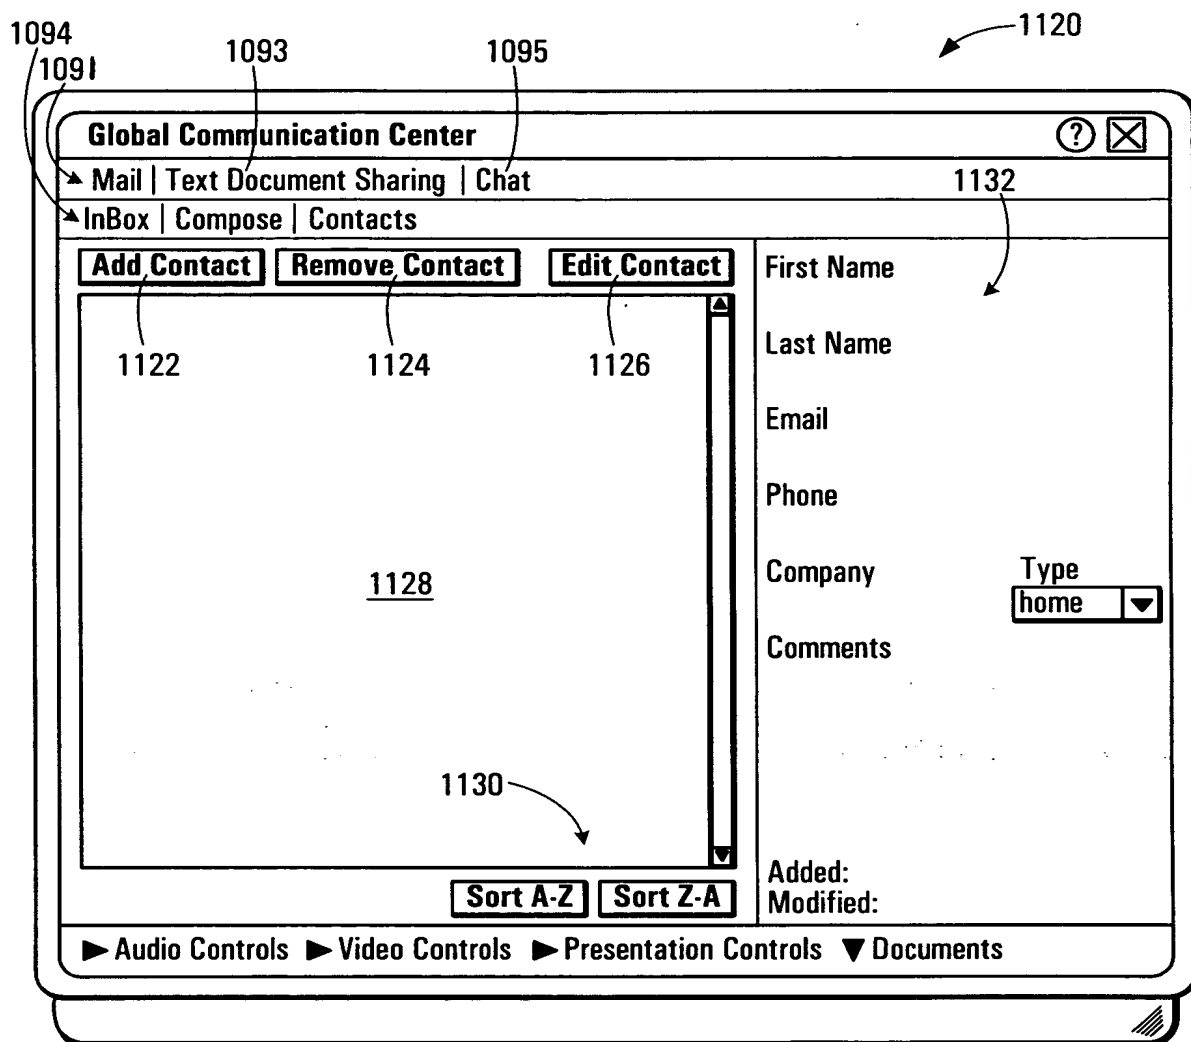 1094
1091
1093
1095
1120
Global Communication Center ?
Mail | Text Document Sharing | Chat
1132
InBox | Compose | Contacts
Add Contact Remove Contact Edit Contact
1122
1124
1126
1128
1130
Sort A-Z Sort Z-A
First Name
Last Name
Email
Phone
Company Type
home
Comments
Added:
Modified:
Audio Controls Video Controls Presentation Controls Documents